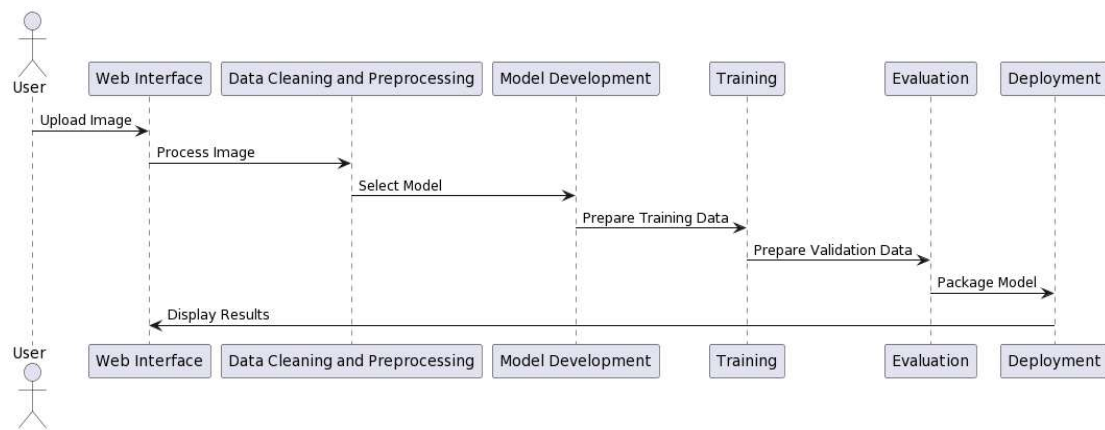 User
Web Interface
Data Cleaning and Preprocessing
Model Development
Training
Evaluation
Deployment
Upload Image
Process Image
Select Model
Prepare Training Data
Prepare Validation Data
Package Model
Display Results
User
Web Interface
Data Cleaning and Preprocessing
Model Development
Training
Evaluation
Deployment